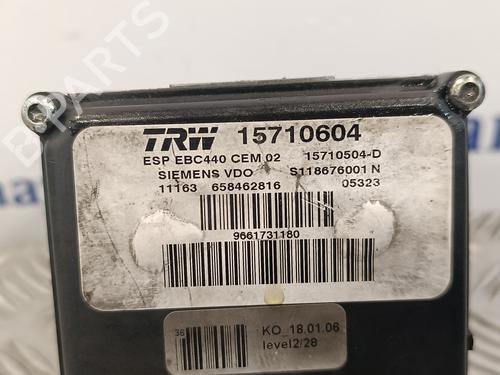 TRW 15710604
ESP EBC440 CEM 02 15710504-D
SIEMENS VDO S118676001 N
11163 658462816 05323
9661731180
36
KO_18.01.06
level2/28
B PARTS